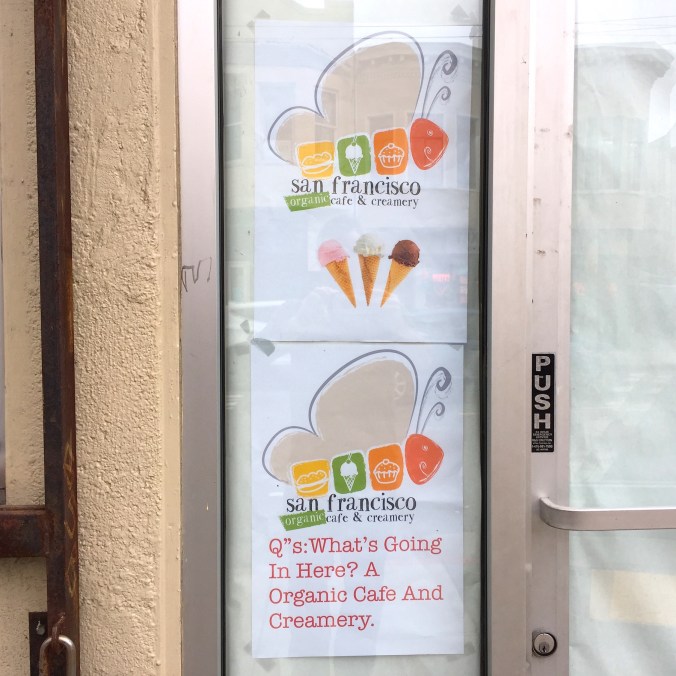 san francisco
organic cafe & creamery
san francisco
organic cafe & creamery
Q"s:What's Going
In Here? A
Organic Cafe And
Creamery.
PUSH